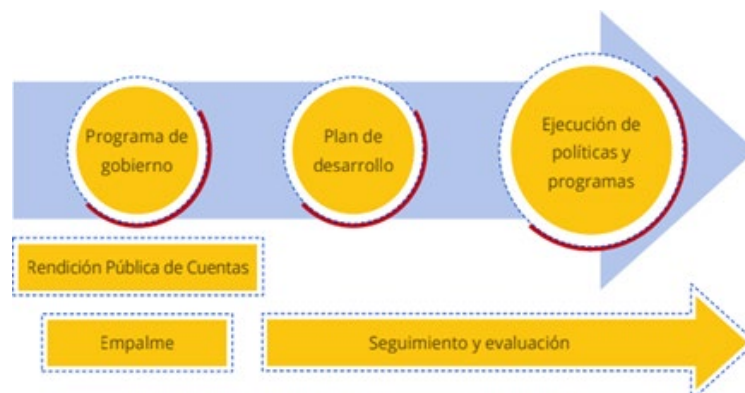 Programa de
gobierno
Plan de
desarrollo
Ejecución de
políticas y
programas
Rendición Pública de Cuentas
Empalme
Seguimiento y evaluación